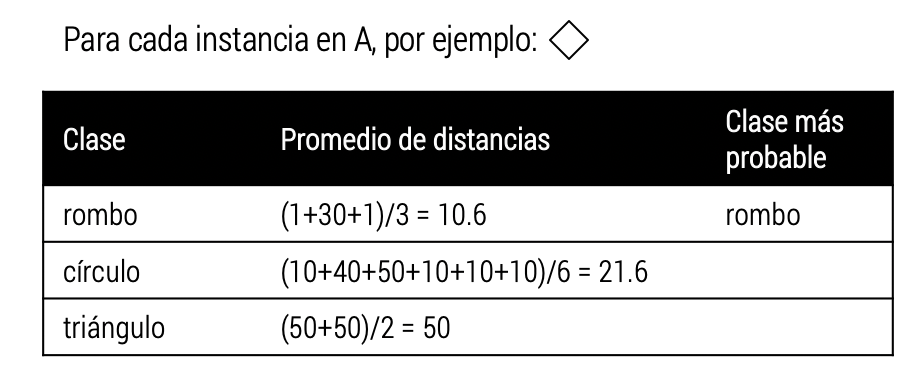 Para cada instancia en A, por ejemplo:
Clase Promedio de distancias Clase más probable
rombo (1+30+1)/3 = 10.6 rombo
círculo (10+40+50+10+10+10)/6 = 21.6
triángulo (50+50)/2 = 50